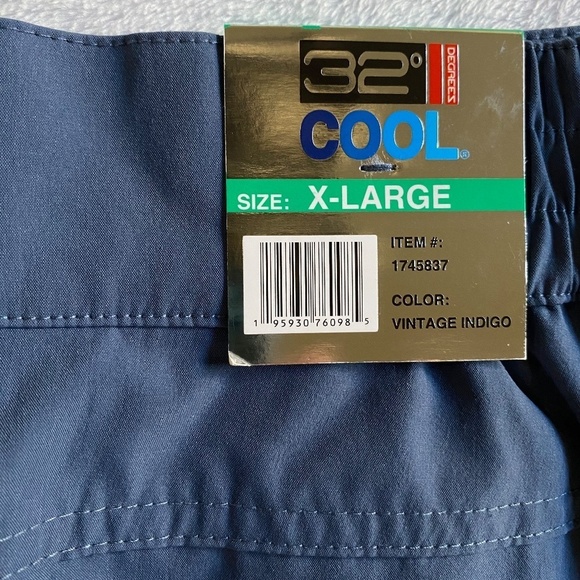 32° DEGREES
COOL®
SIZE: X-LARGE
ITEM #:
1745837
COLOR:
VINTAGE INDIGO
1 95930 76098 5